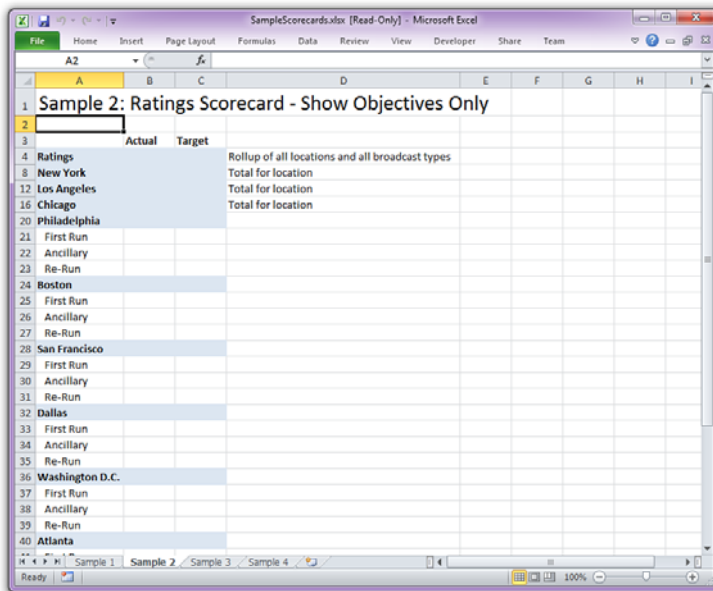 SampleScorecards.xlsx [Read-Only] - Microsoft Excel
File Home Insert Page Layout Formulas Data Review View Developer Share Team
A2 fx
A B C D E F G H I
1 Sample 2: Ratings Scorecard - Show Objectives Only
2
3 Actual Target
4 Ratings Rollup of all locations and all broadcast types
8 New York Total for location
12 Los Angeles Total for location
16 Chicago Total for location
20 Philadelphia
21 First Run
22 Ancillary
23 Re-Run
24 Boston
25 First Run
26 Ancillary
27 Re-Run
28 San Francisco
29 First Run
30 Ancillary
31 Re-Run
32 Dallas
33 First Run
34 Ancillary
35 Re-Run
36 Washington D.C.
37 First Run
38 Ancillary
39 Re-Run
40 Atlanta
Sample 1 Sample 2 Sample 3 Sample 4
Ready 100%